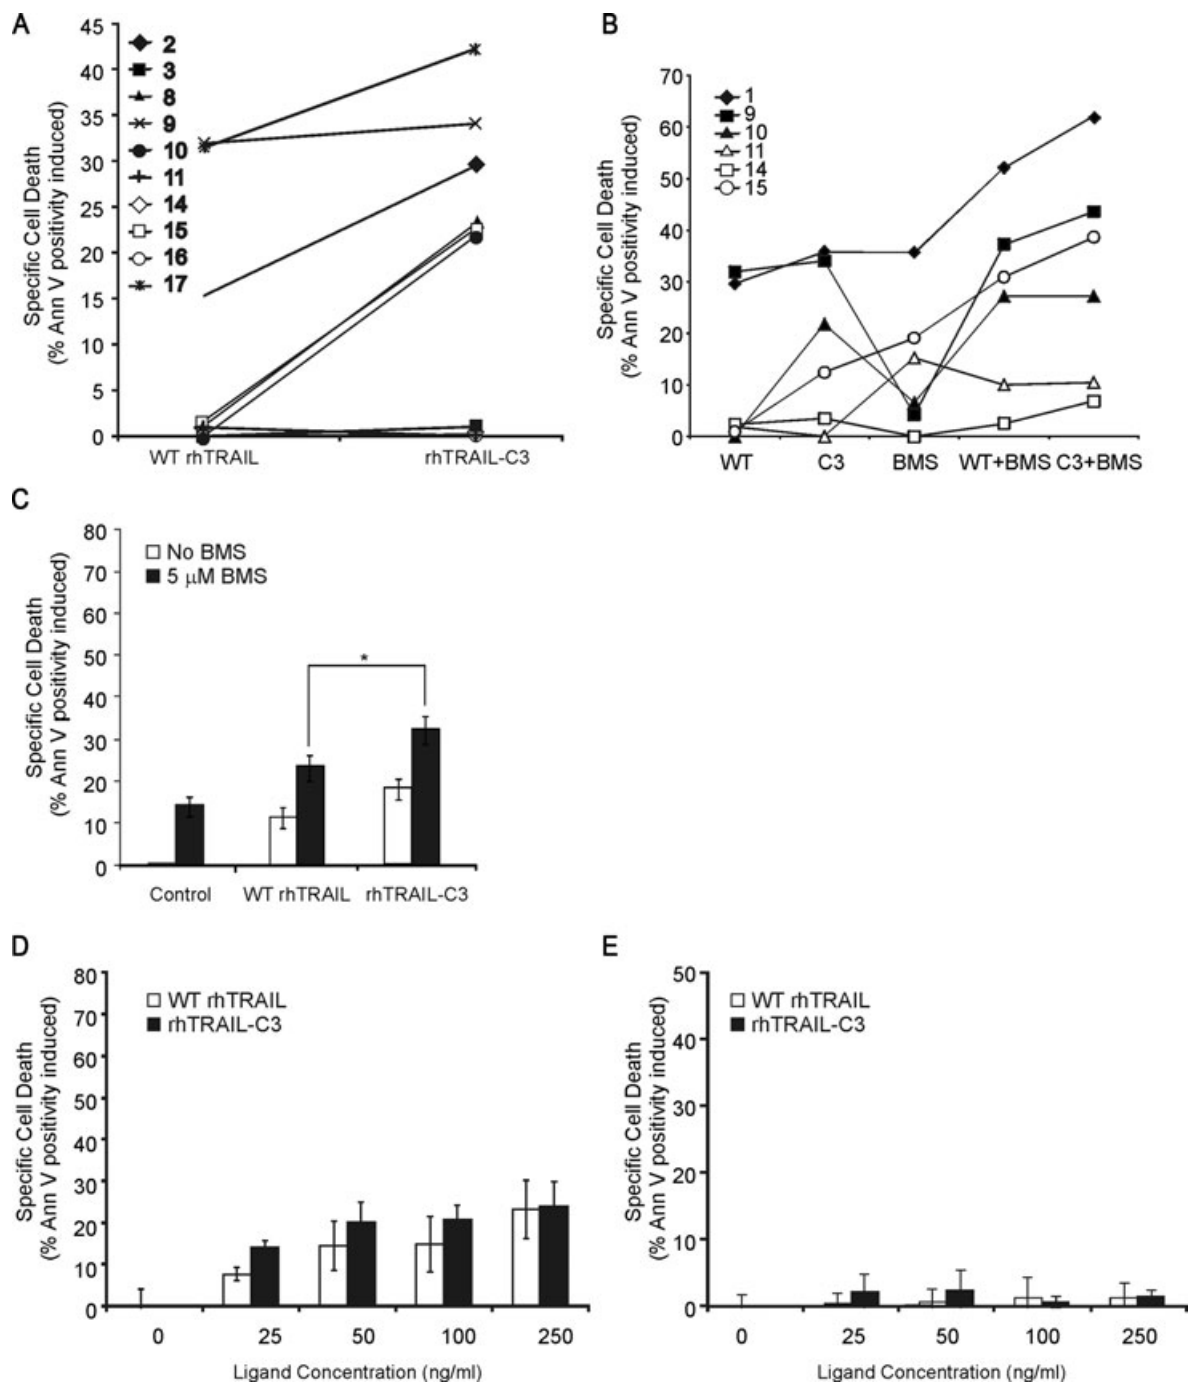 A
Specific Cell Death
(% Ann V positivity induced)
45
40
35
30
25
20
15
10
5
0
2
3
8
9
10
11
14
15
16
17
WT rhTRAIL
rhTRAIL-C3
B
Specific Cell Death
(% Ann V positivity induced)
70
60
50
40
30
20
10
0
1
9
10
11
14
15
WT
C3
BMS
WT+BMS
C3+BMS
C
Specific Cell Death
(% Ann V positivity induced)
80
70
60
50
40
30
20
10
0
No BMS
5 μM BMS
*
Control
WT rhTRAIL
rhTRAIL-C3
D
Specific Cell Death
(% Ann V positivity induced)
80
70
60
50
40
30
20
10
0
WT rhTRAIL
rhTRAIL-C3
0
25
50
100
250
Ligand Concentration (ng/ml)
E
Specific Cell Death
(% Ann V positivity induced)
50
40
30
20
10
0
WT rhTRAIL
rhTRAIL-C3
0
25
50
100
250
Ligand Concentration (ng/ml)